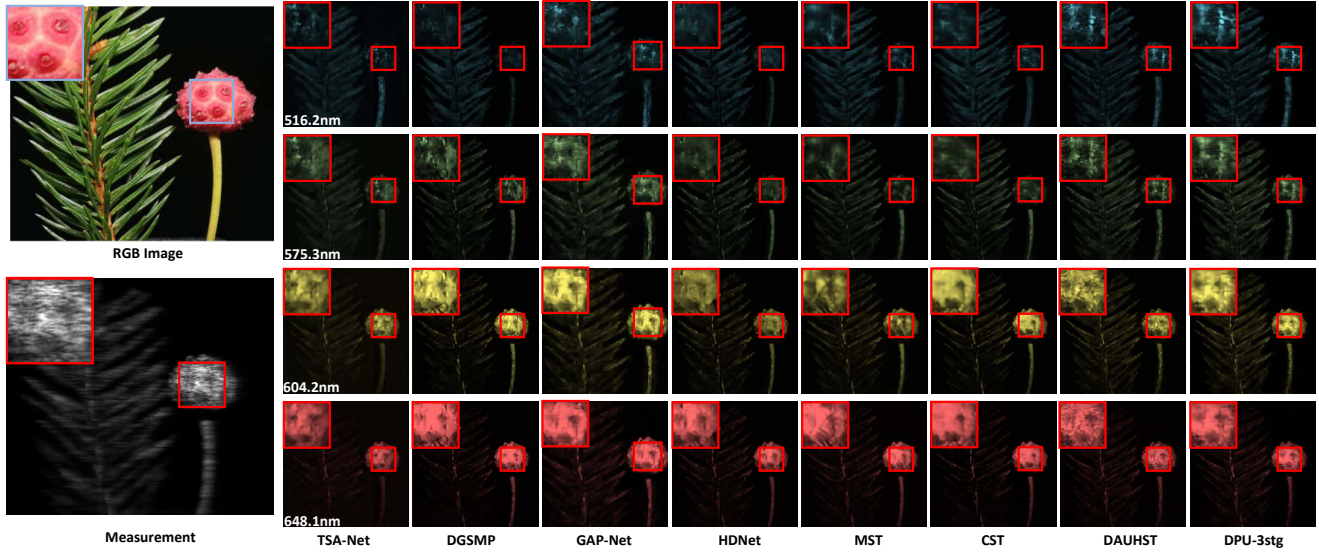 RGB Image
Measurement
516.2nm
575.3nm
604.2nm
648.1nm
TSA-Net DGSMP GAP-Net HDNet MST CST DAUHST DPU-3stg